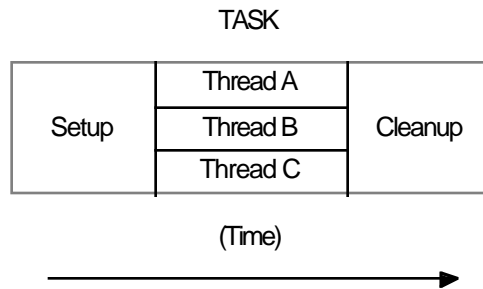 TASK
Thread A
Setup
Thread B
Cleanup
Thread C
(Time)